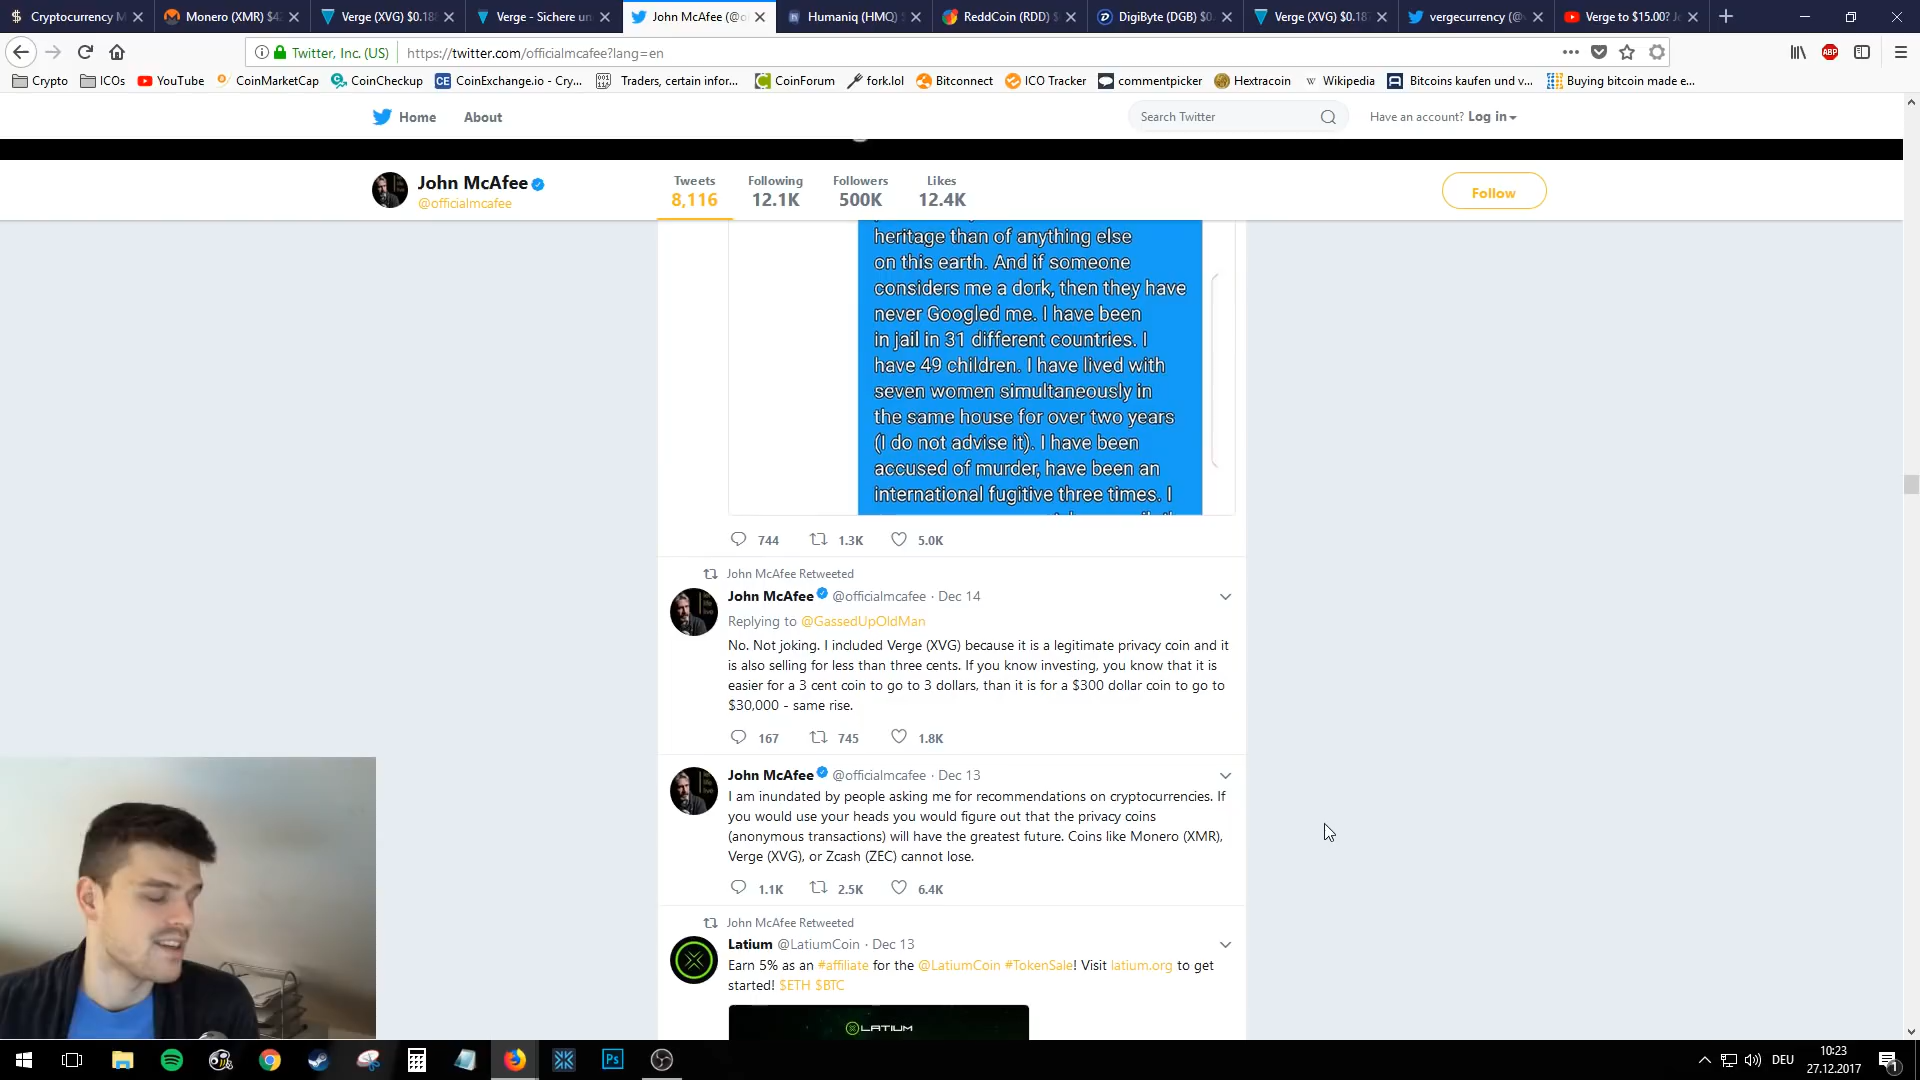 Cryptocurrency M
Monero (XMR) $4
Verge (XVG) $0.18
Verge - Sichere un
John McAfee (@o
Humaniq (HMQ)
ReddCoin (RDD) $
DigiByte (DGB) $0
Verge (XVG) $0.18
vergecurrency (@
Verge to $15.00? J
Twitter, Inc. (US)
https://twitter.com/officialmcafee?lang=en
ABP
Crypto
ICOs
YouTube
CoinMarketCap
CoinCheckup
CoinExchange.io - Cry...
Traders, certain infor...
CoinForum
fork.lol
Bitconnect
ICO Tracker
commentpicker
Hextracoin
W Wikipedia
Bitcoins kaufen und v...
Buying bitcoin made e...
Home
About
Search Twitter
Have an account? Log in
John McAfee
@officialmcafee
Tweets
8,116
Following
12.1K
Followers
500K
Likes
12.4K
Follow
heritage than of anything else
on this earth. And if someone
considers me a dork, then they have
never Googled me. I have been
in jail in 31 different countries. I
have 49 children. I have lived with
seven women simultaneously in
the same house for over two years
(I do not advise it). I have been
accused of murder, have been an
international fugitive three times. I
744 1.3K 5.0K
John McAfee Retweeted
John McAfee @officialmcafee · Dec 14
Replying to @GassedUpOldMan
No. Not joking. I included Verge (XVG) because it is a legitimate privacy coin and it
is also selling for less than three cents. If you know investing, you know that it is
easier for a 3 cent coin to go to 3 dollars, than it is for a $300 dollar coin to go to
$30,000 - same rise.
167 745 1.8K
John McAfee @officialmcafee · Dec 13
I am inundated by people asking me for recommendations on cryptocurrencies. If
you would use your heads you would figure out that the privacy coins
(anonymous transactions) will have the greatest future. Coins like Monero (XMR),
Verge (XVG), or Zcash (ZEC) cannot lose.
1.1K 2.5K 6.4K
John McAfee Retweeted
Latium @LatiumCoin · Dec 13
Earn 5% as an #affiliate for the @LatiumCoin #TokenSale! Visit latium.org to get
started! $ETH $BTC
LATIUM
Ps
DEU
10:23
27.12.2017
1